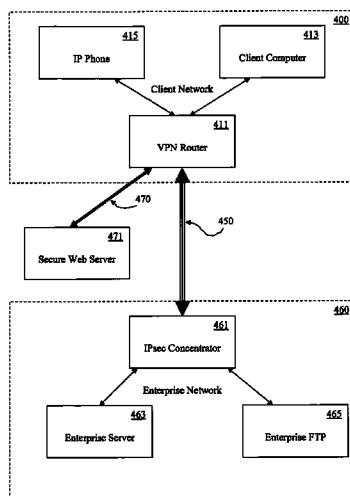 400
415
IP Phone
413
Client Computer
Client Network
411
VPN Router
470
450
471
Secure Web Server
460
461
IPsec Concentrator
Enterprise Network
463
Enterprise Server
465
Enterprise FTP